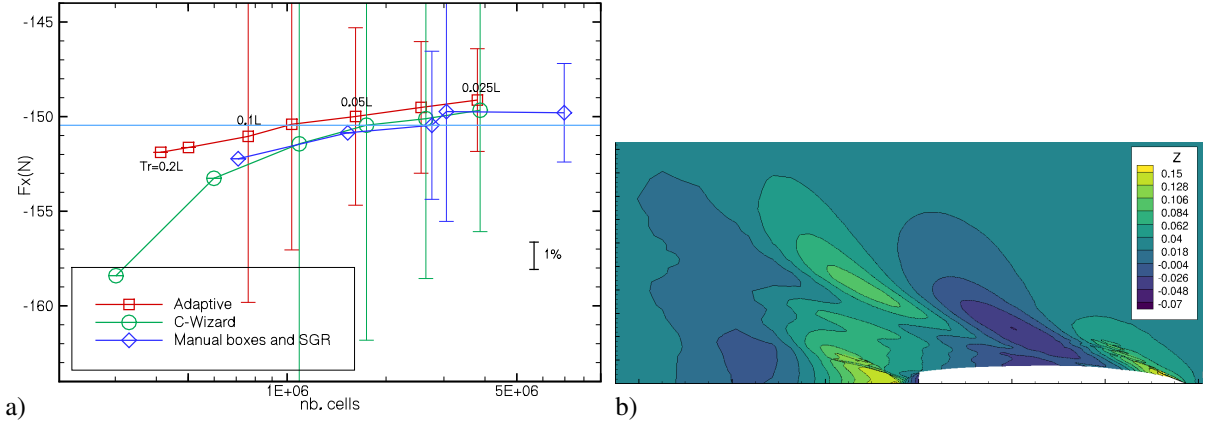 -145
-150
-155
-160
Fx(N)
Tr=0.2L
0.1L
0.05L
0.025L
1%
Adaptive
C-Wizard
Manual boxes and SGR
1E+06
5E+06
nb. cells
a)
Z
0.15
0.128
0.106
0.084
0.062
0.04
0.018
-0.004
-0.026
-0.048
-0.07
b)